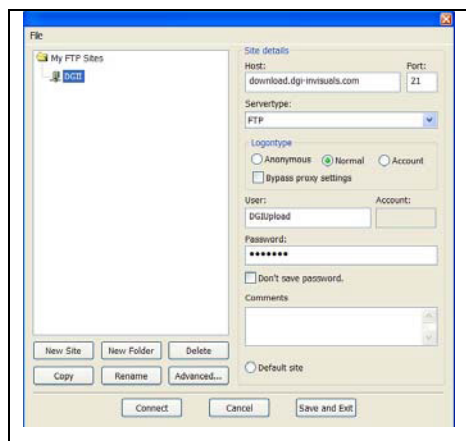 File
My FTP Sites
DGII
Site details
Host: Port:
download.dgi-invisuals.com 21
Servertype:
FTP
Logontype
Anonymous Normal Account
Bypass proxy settings
User: Account:
DGIUpload
Password:
•••••••
Don't save password.
Comments
Default site
New Site New Folder Delete
Copy Rename Advanced...
Connect Cancel Save and Exit